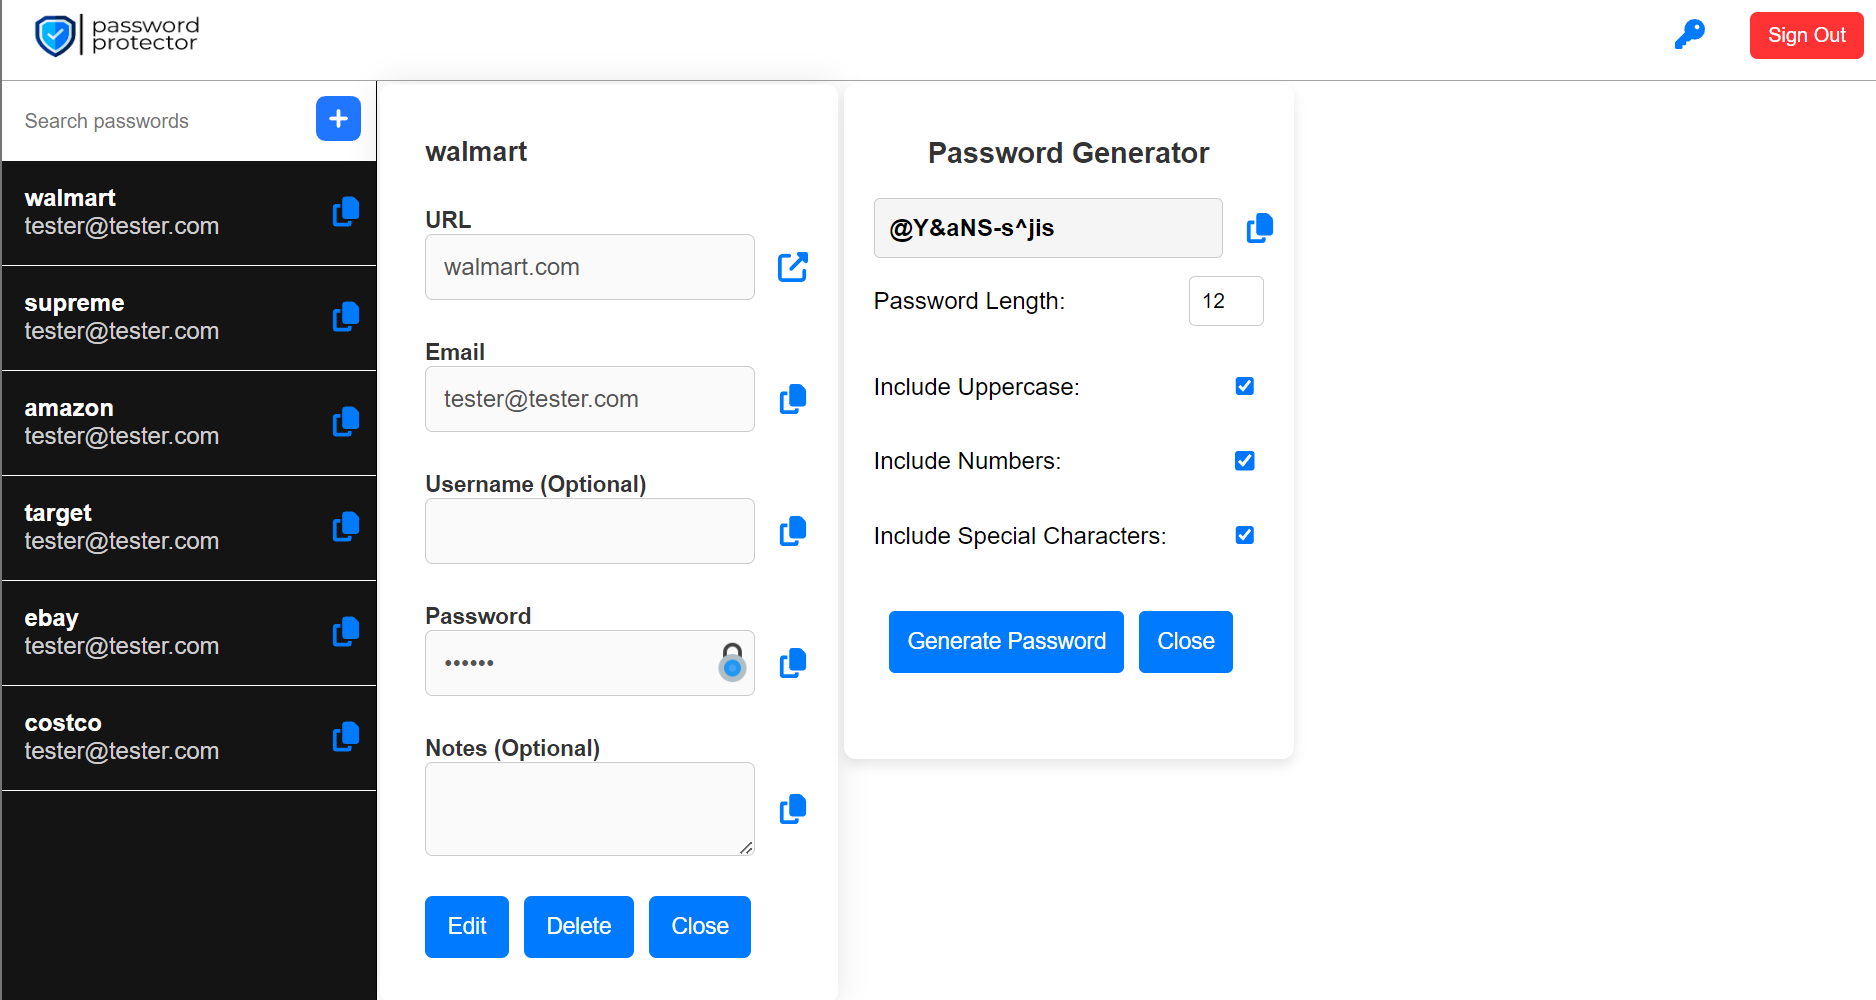 password
protector
Sign Out
Search passwords
walmart
tester@tester.com
supreme
tester@tester.com
amazon
tester@tester.com
target
tester@tester.com
ebay
tester@tester.com
costco
tester@tester.com
walmart
URL
walmart.com
Email
tester@tester.com
Username (Optional)
Password
••••••
Notes (Optional)
Edit Delete Close
Password Generator
@Y&aNS-s^jis
Password Length: 12
Include Uppercase:
Include Numbers:
Include Special Characters:
Generate Password Close